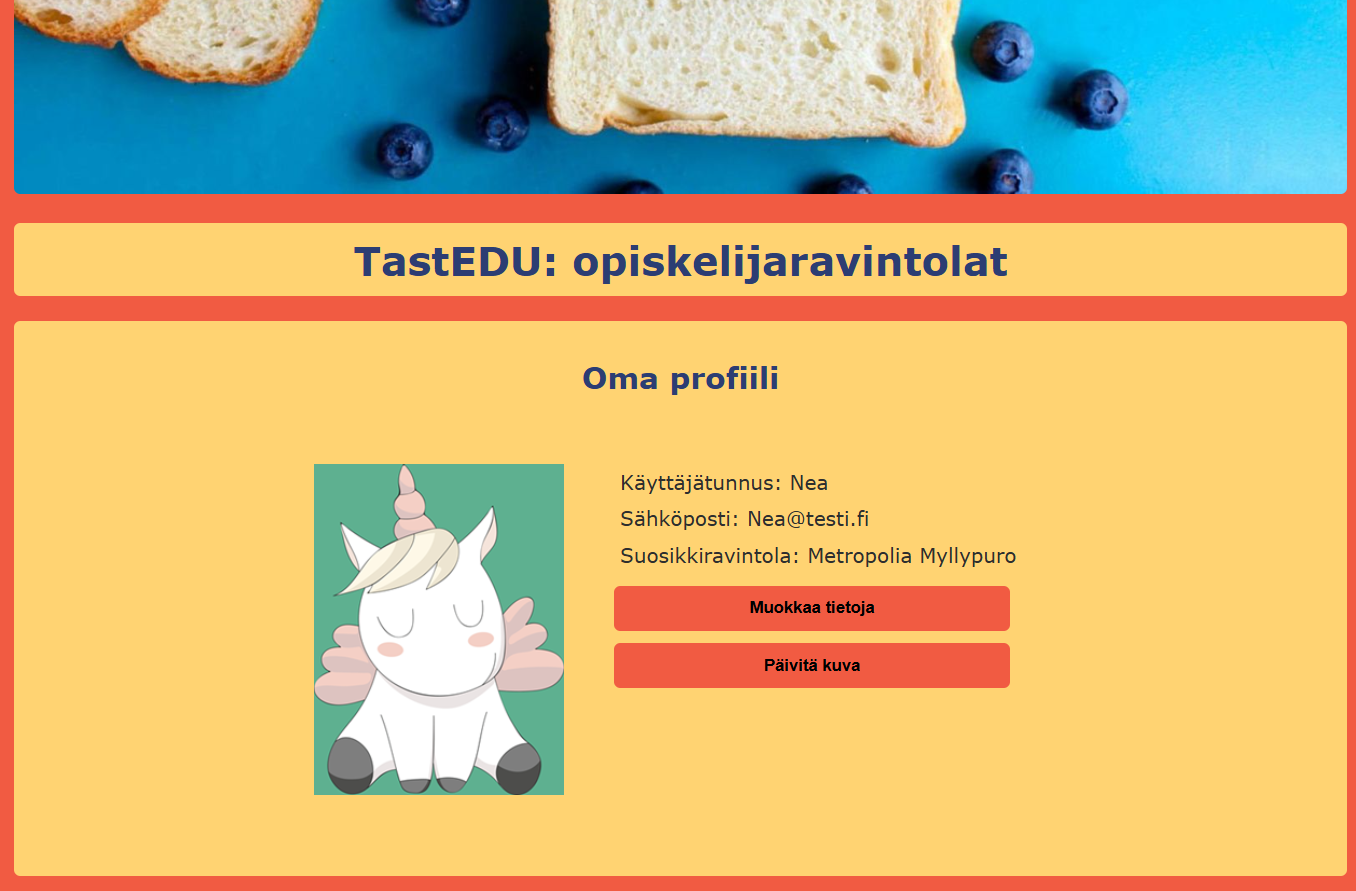 TastEDU: opiskelijaravintolat
Oma profiili
Käyttäjätunnus: Nea
Sähköposti: Nea@testi.fi
Suosikkiravintola: Metropolia Myllypuro
Muokkaa tietoja
Päivitä kuva